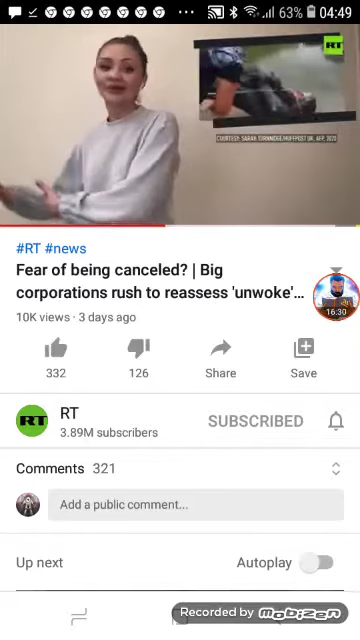 63% 04:49
RT
COURTESY: SARAH TURNNIDGE/HUFFPOST UK, AFP, 2020
#RT #news
Fear of being canceled? | Big
corporations rush to reassess 'unwoke'...
10K views · 3 days ago
16:30
332 126 Share Save
RT
RT SUBSCRIBED
3.89M subscribers
Comments 321
Add a public comment...
Up next Autoplay
Recorded by mobizen